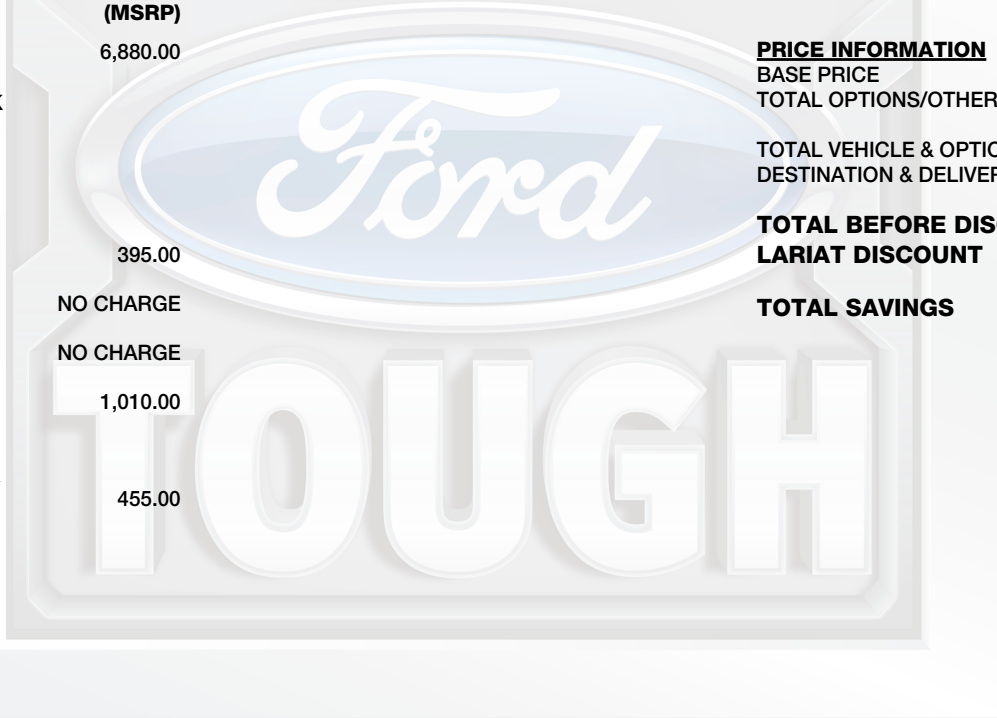 (MSRP)
6,880.00
395.00
NO CHARGE
NO CHARGE
1,010.00
455.00
PRICE INFORMATION
BASE PRICE
TOTAL OPTIONS/OTHER
TOTAL VEHICLE & OPTIO
DESTINATION & DELIVER
TOTAL BEFORE DISC
LARIAT DISCOUNT
TOTAL SAVINGS
Ford
TOUGH